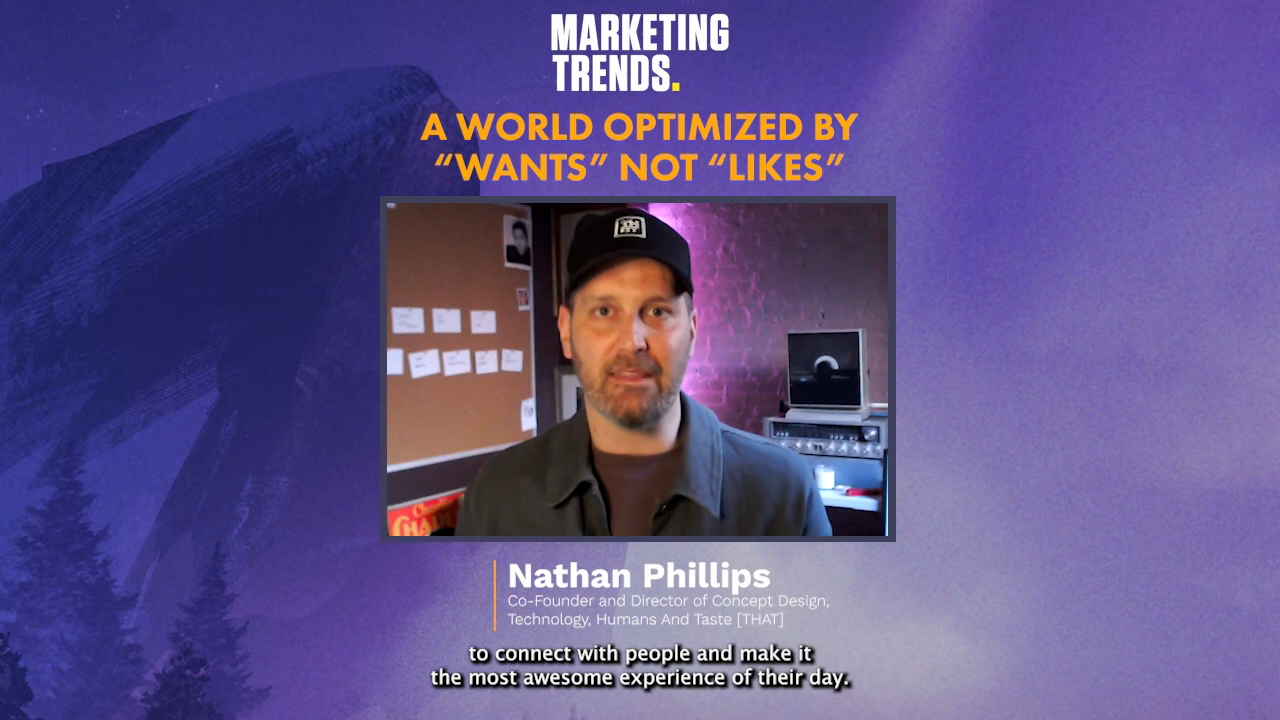 MARKETING
TRENDS.
A WORLD OPTIMIZED BY
“WANTS” NOT “LIKES”
Nathan Phillips
Co-Founder and Director of Concept Design,
Technology, Humans And Taste [THAT]
to connect with people and make it
the most awesome experience of their day.